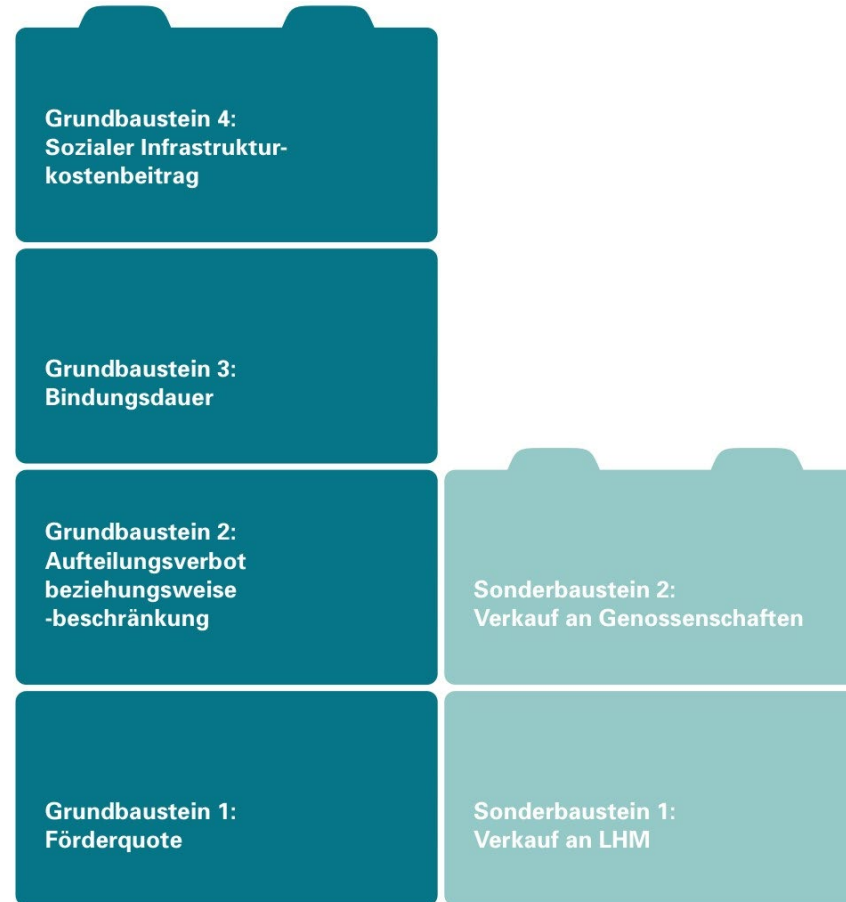 Grundbaustein 4:
Sozialer Infrastruktur-
kostenbeitrag
Grundbaustein 3:
Bindungsdauer
Grundbaustein 2:
Aufteilungsverbot
beziehungsweise
-beschränkung
Sonderbaustein 2:
Verkauf an Genossenschaften
Grundbaustein 1:
Förderquote
Sonderbaustein 1:
Verkauf an LHM